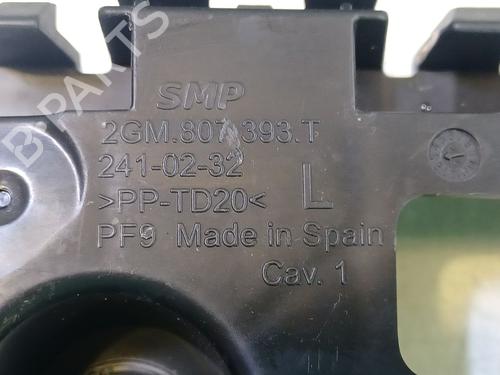 SMP
2GM.807.393.T
241-02-32
>PP-TD20< L
PF9 Made in Spain
Cav. 1
B PARTS